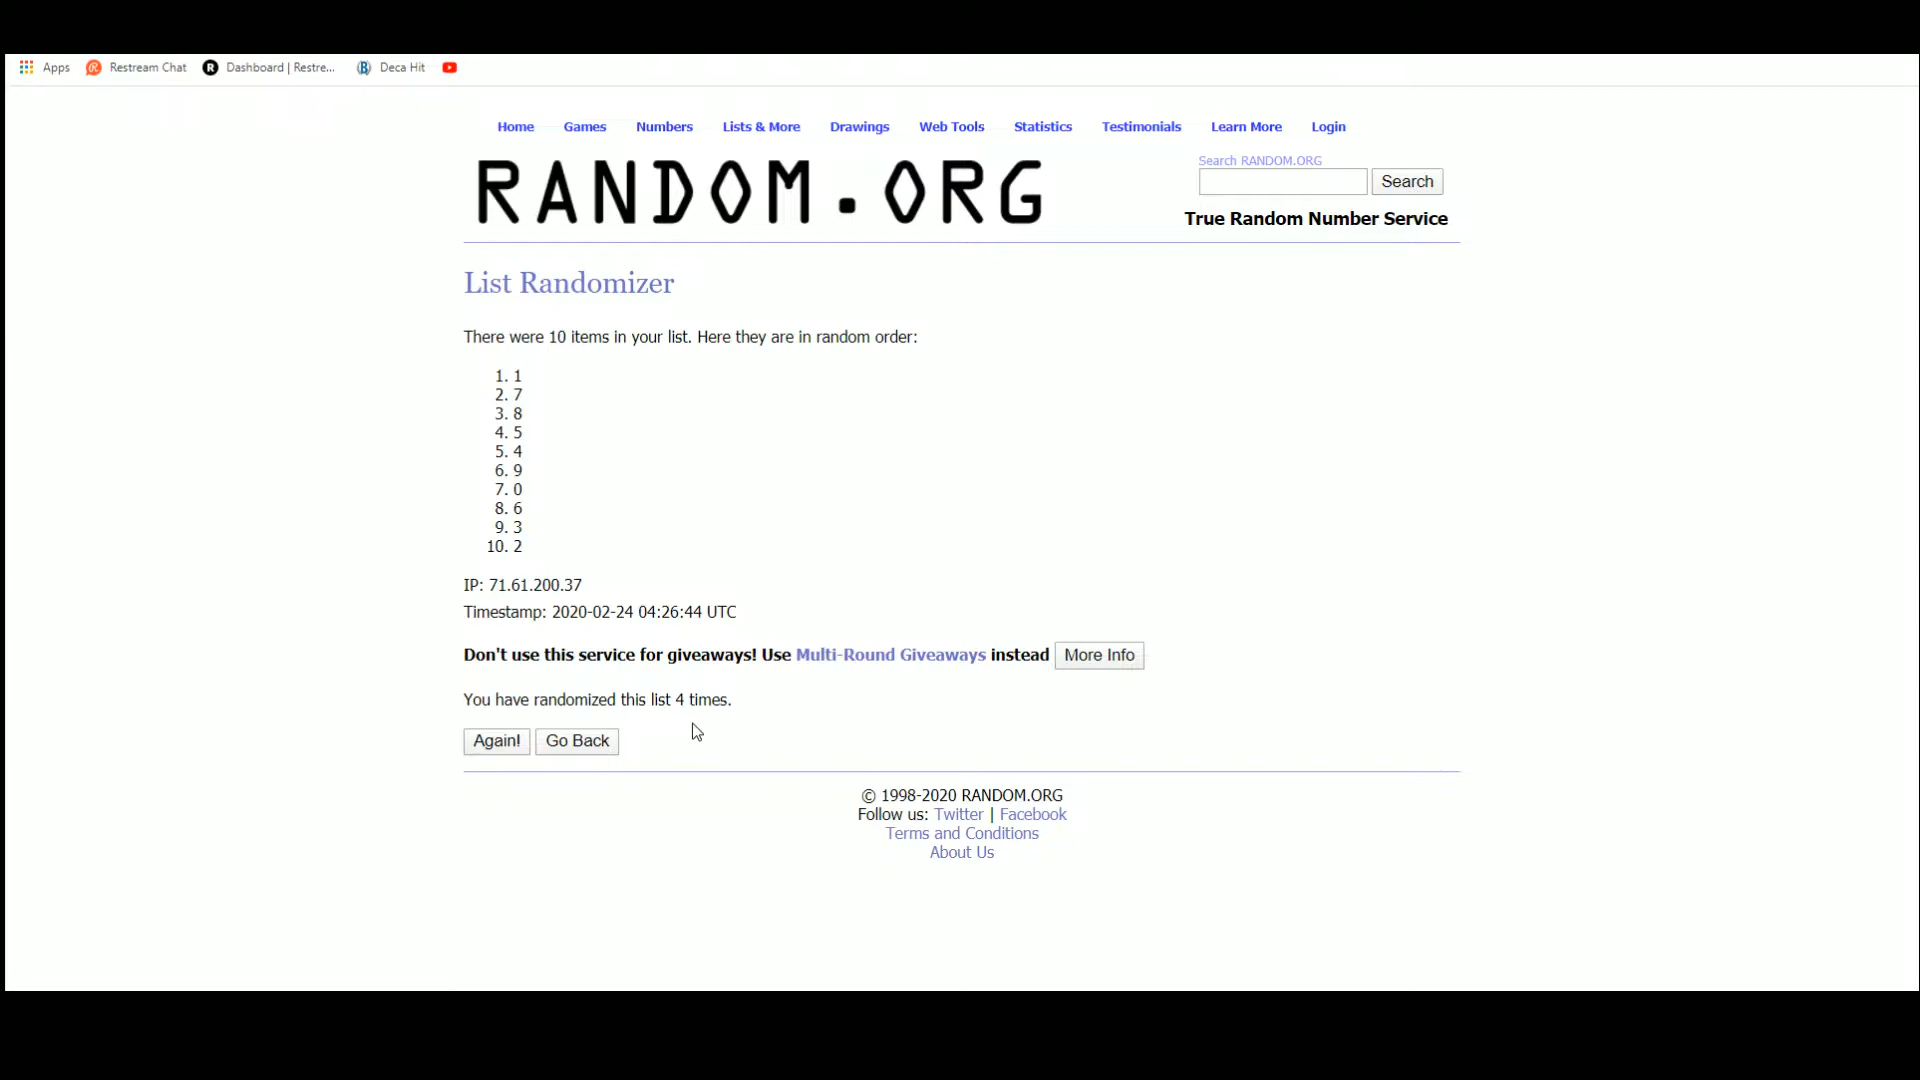 Apps Restream Chat Dashboard | Restre... Deca Hit
Home Games Numbers Lists & More Drawings Web Tools Statistics Testimonials Learn More Login
RANDOM.ORG
Search RANDOM.ORG
Search
True Random Number Service
List Randomizer
There were 10 items in your list. Here they are in random order:
1. 1
2. 7
3. 8
4. 5
5. 4
6. 9
7. 0
8. 6
9. 3
10. 2
IP: 71.61.200.37
Timestamp: 2020-02-24 04:26:44 UTC
Don't use this service for giveaways! Use Multi-Round Giveaways instead More Info
You have randomized this list 4 times.
Again! Go Back
© 1998-2020 RANDOM.ORG
Follow us: Twitter | Facebook
Terms and Conditions
About Us